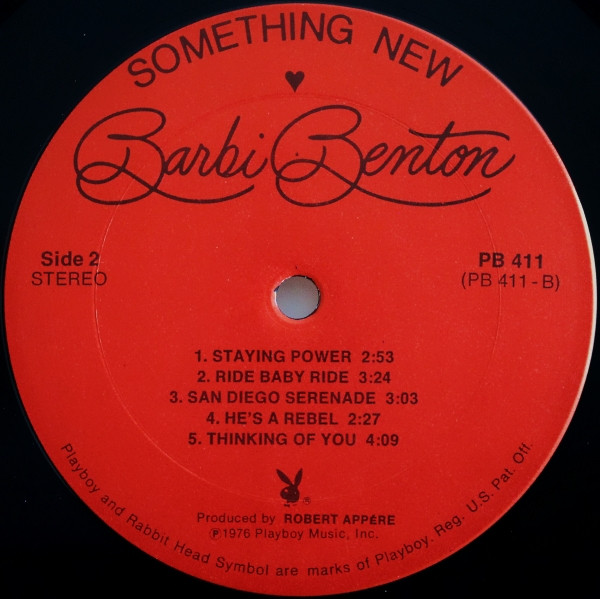 SOMETHING NEW
♥
Barbi Benton
Side 2
STEREO
PB 411
(PB 411-B)
1. STAYING POWER 2:53
2. RIDE BABY RIDE 3:24
3. SAN DIEGO SERENADE 3:03
4. HE'S A REBEL 2:27
5. THINKING OF YOU 4:09
®
Produced by ROBERT APPÉRE
℗1976 Playboy Music, Inc.
Playboy and Rabbit Head Symbol are marks of Playboy. Reg. U.S. Pat. Off.